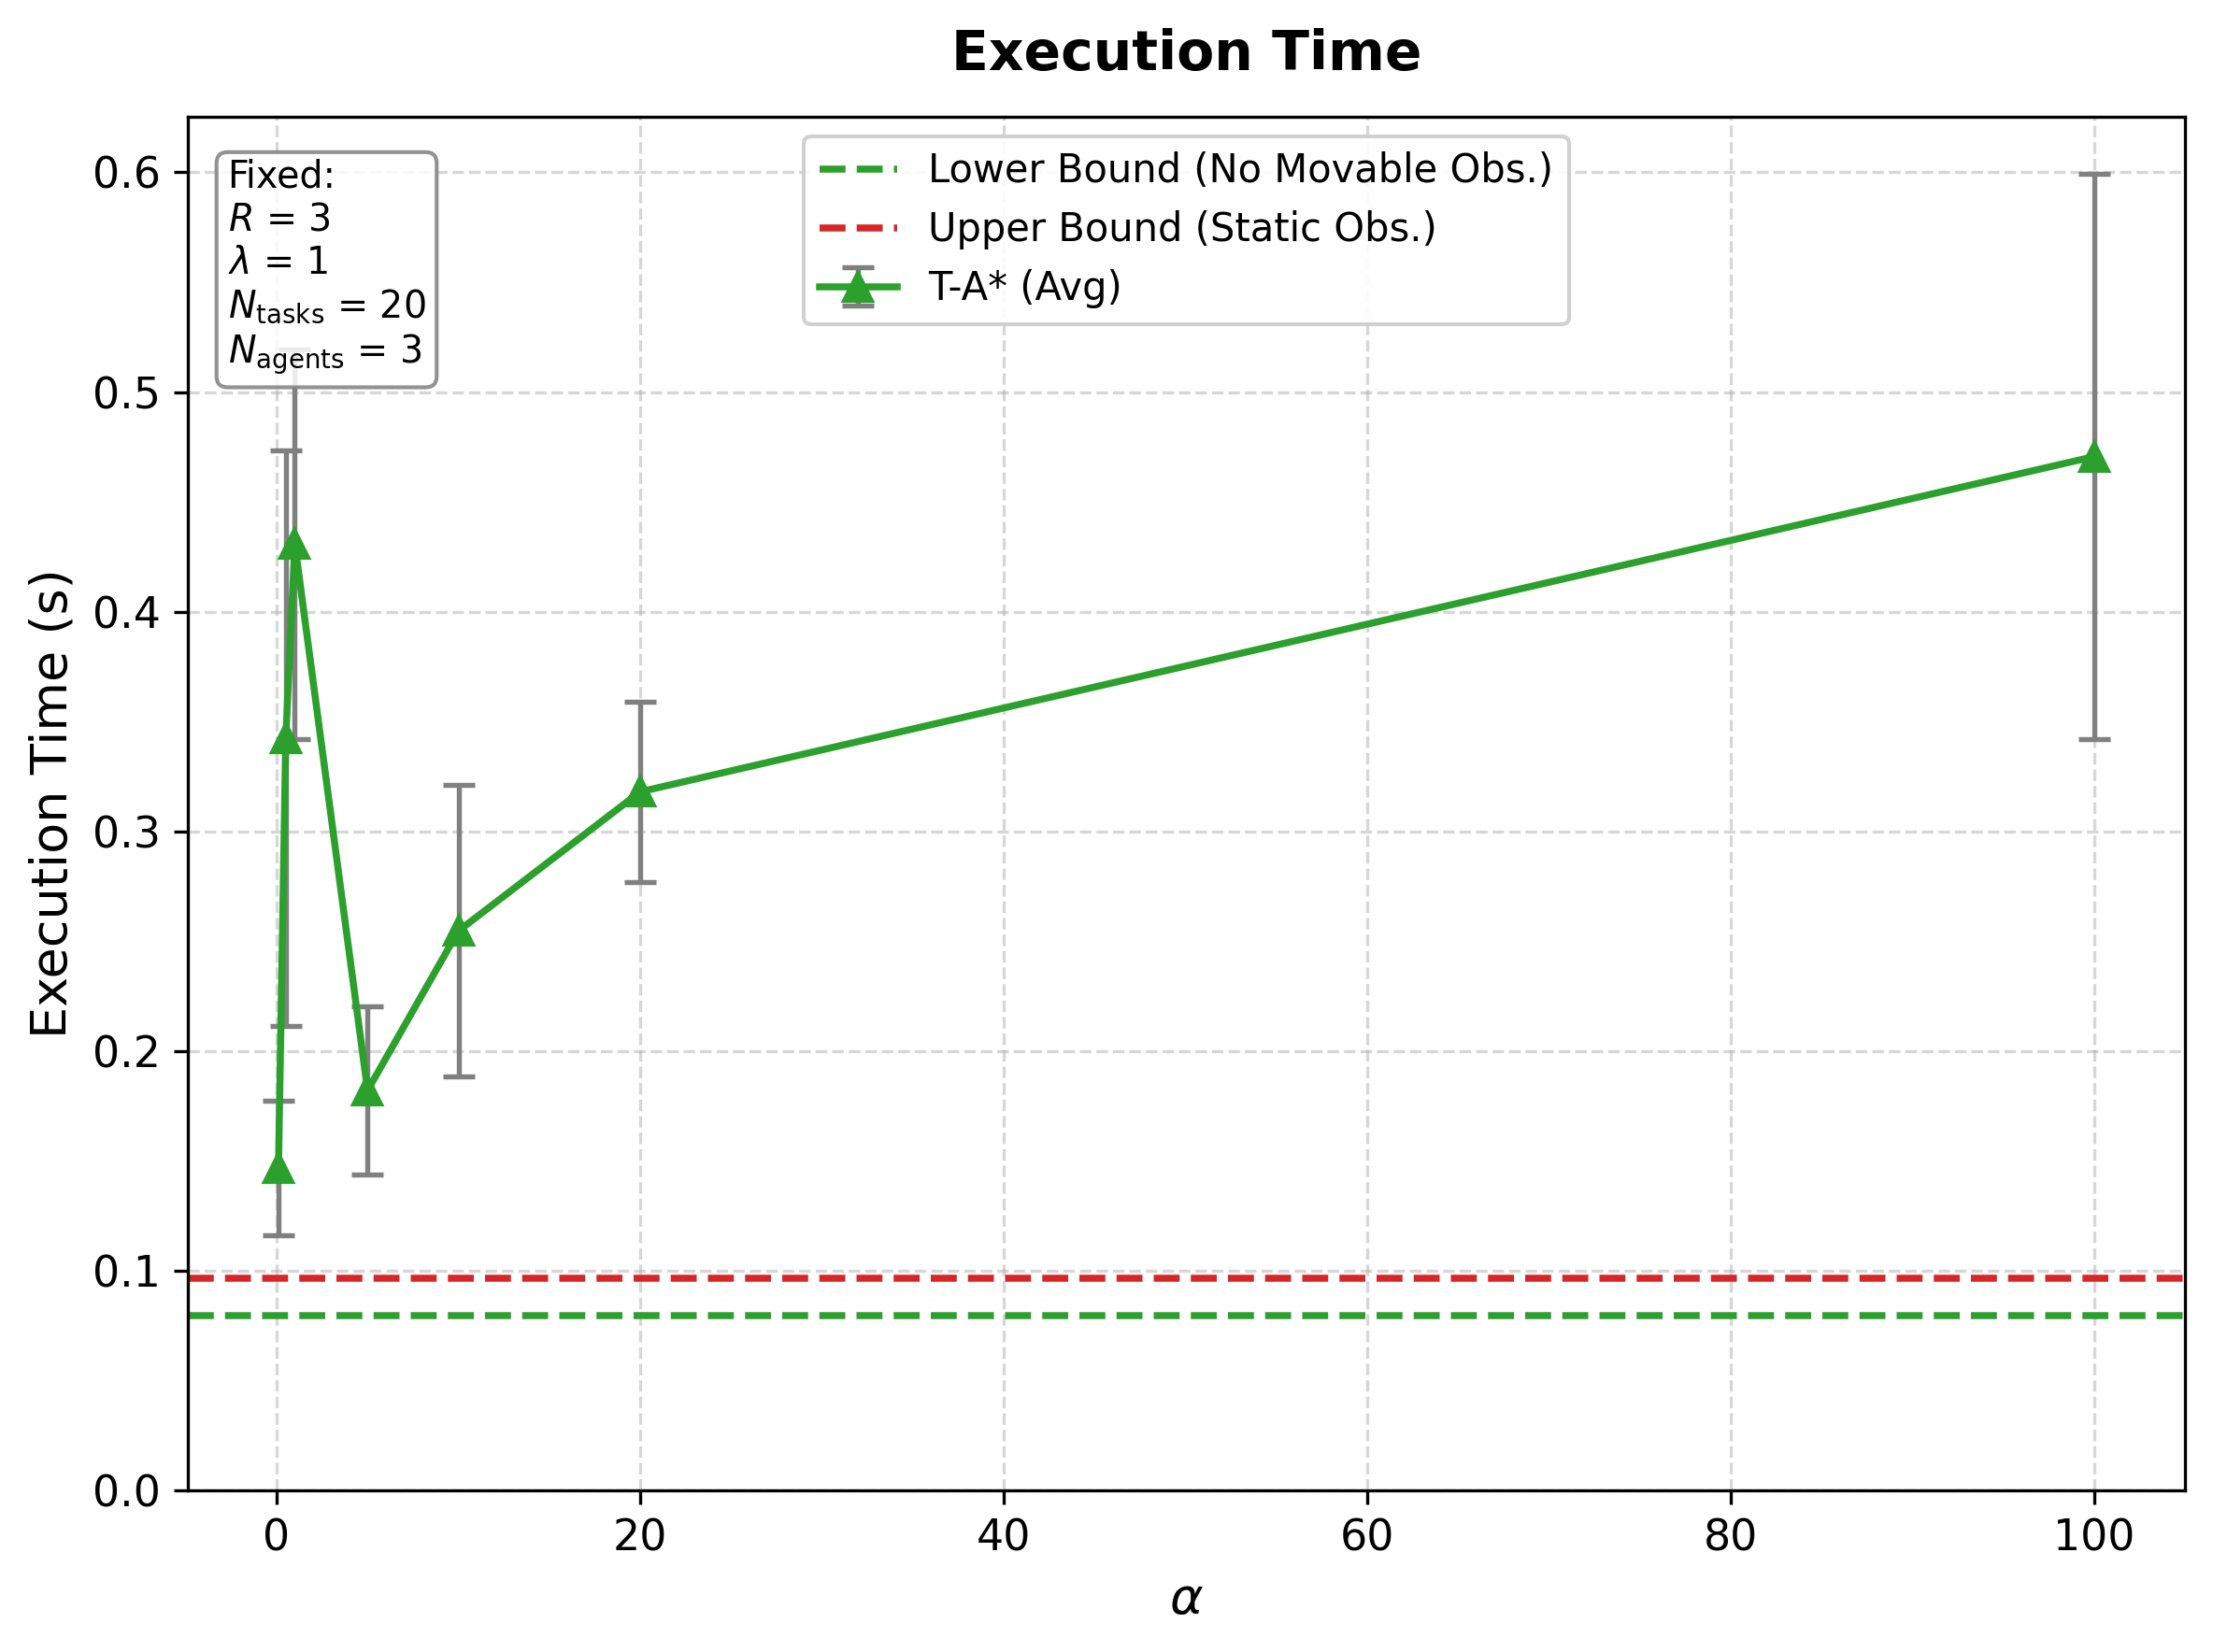 Execution Time
Fixed:
R = 3
λ = 1
N_tasks = 20
N_agents = 3
Lower Bound (No Movable Obs.)
Upper Bound (Static Obs.)
T-A* (Avg)
Execution Time (s)
0.6
0.5
0.4
0.3
0.2
0.1
0.0
0 20 40 60 80 100
α